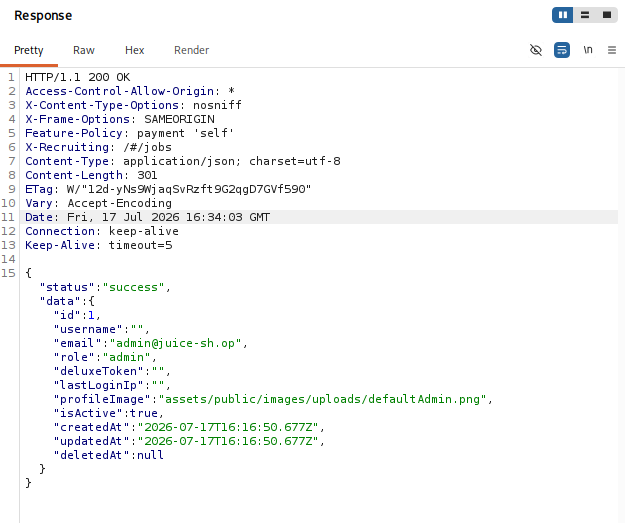 Response
Pretty Raw Hex Render \n
1 HTTP/1.1 200 OK
2 Access-Control-Allow-Origin: *
3 X-Content-Type-Options: nosniff
4 X-Frame-Options: SAMEORIGIN
5 Feature-Policy: payment 'self'
6 X-Recruiting: /#/jobs
7 Content-Type: application/json; charset=utf-8
8 Content-Length: 301
9 ETag: W/"12d-yNs9WjaqSvRzft9G2qgD7GVf590"
10 Vary: Accept-Encoding
11 Date: Fri, 17 Jul 2026 16:34:03 GMT
12 Connection: keep-alive
13 Keep-Alive: timeout=5
14
15 {
"status":"success",
"data":{
"id":1,
"username":"",
"email":"admin@juice-sh.op",
"role":"admin",
"deluxeToken":"",
"lastLoginIp":"",
"profileImage":"assets/public/images/uploads/defaultAdmin.png",
"isActive":true,
"createdAt":"2026-07-17T16:16:50.677Z",
"updatedAt":"2026-07-17T16:16:50.677Z",
"deletedAt":null
}
}